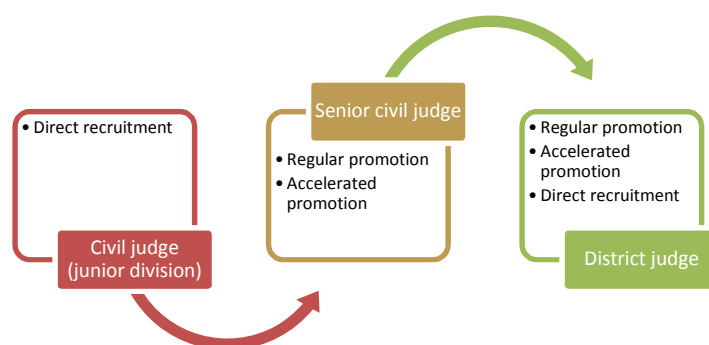 • Direct recruitment
Civil judge
(junior division)
Senior civil judge
• Regular promotion
• Accelerated
promotion
• Regular promotion
• Accelerated
promotion
• Direct recruitment
District judge